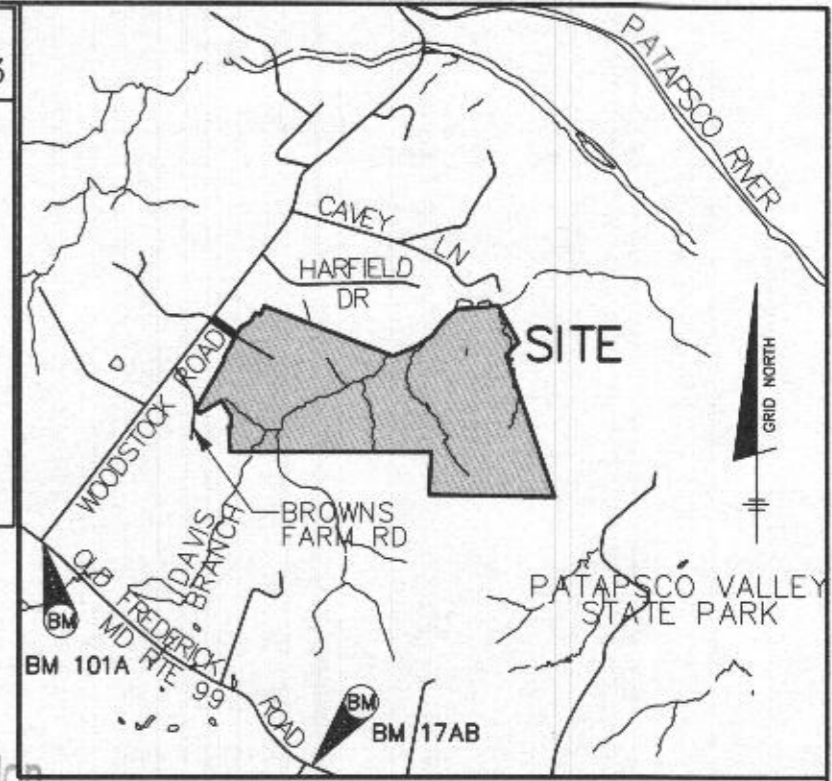 PATAPSCO RIVER
CAVEY LN
HARFIELD
DR
SITE
WOODSTOCK ROAD
GRID NORTH
BROWNS
FARM RD
DAVIS
BRANCH
PATAPSCO VALLEY
STATE PARK
OLD FREDERICK ROAD
MD RTE 99
BM
BM 101A
BM
BM 17AB
3